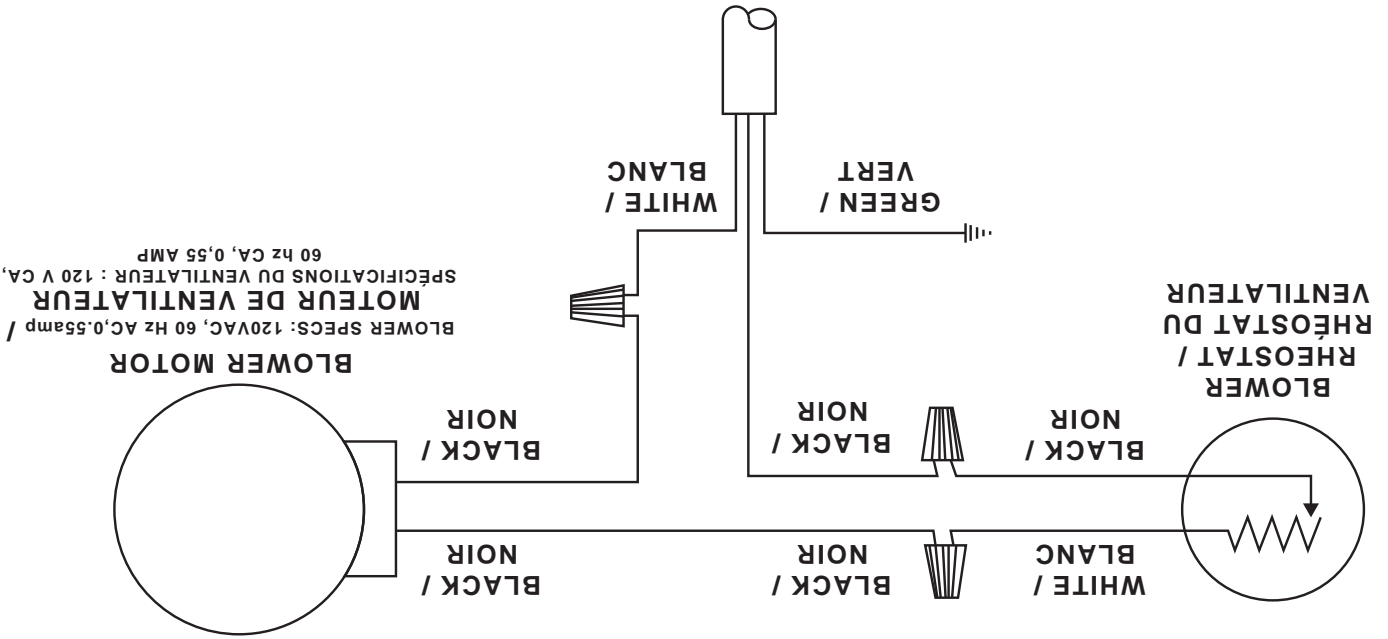 WHITE /
BLANC
BLACK /
NOIR
BLACK /
NOIR
BLACK /
NOIR
BLACK /
NOIR
BLACK /
NOIR
BLOWER
RHEOSTAT /
RHÉOSTAT DU
VENTILATEUR
BLOWER MOTOR
BLOWER SPECS: 120VAC, 60 Hz AC,0.55amp /
MOTEUR DE VENTILATEUR
SPÉCIFICATIONS DU VENTILATEUR : 120 V CA,
60 hz CA, 0,55 AMP
GREEN /
VERT
WHITE /
BLANC